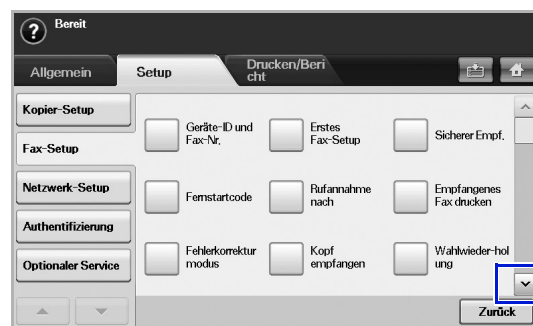 ?
Bereit
Allgemein
Setup
Drucken/Beri
cht
Kopier-Setup
Fax-Setup
Netzwerk-Setup
Authentifizierung
Optionaler Service
Geräte-ID und
Fax-Nr.
Erstes
Fax-Setup
Sicherer Empf.
Fernstartcode
Rufannahme
nach
Empfangenes
Fax drucken
Fehlerkorrektur
modus
Kopf
empfangen
Wahlwieder-hol
ung
Zurück